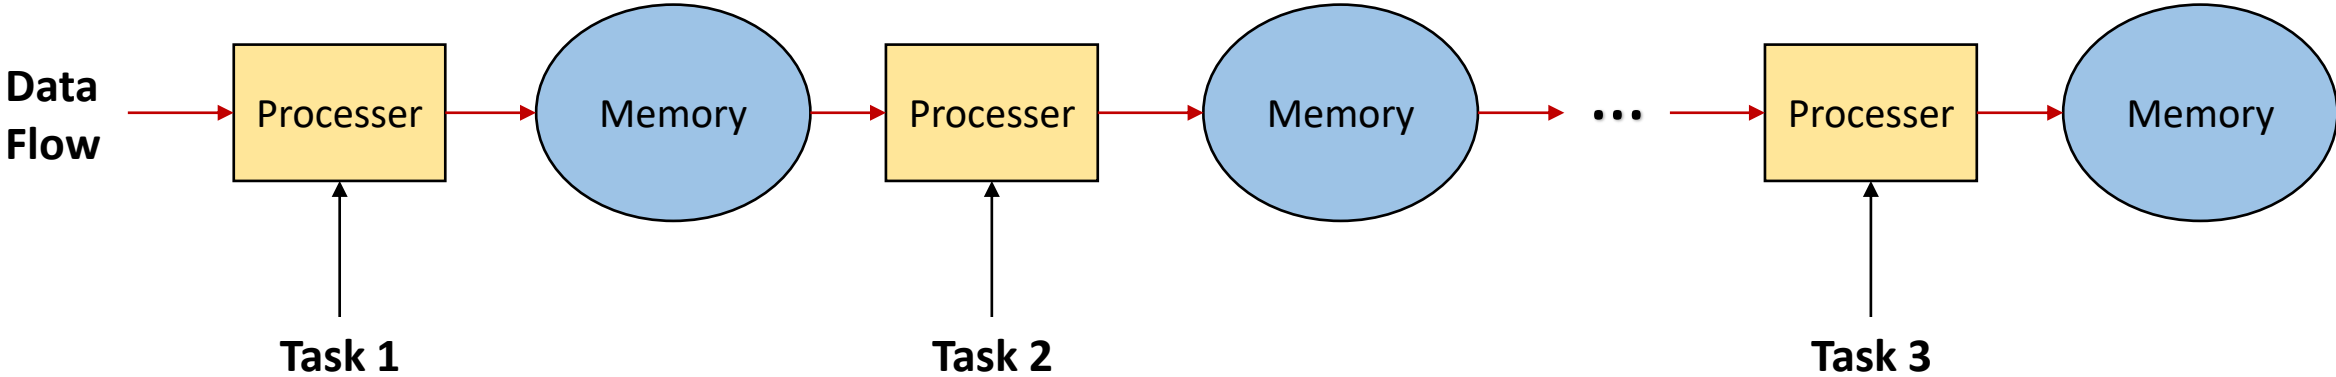 Data
Flow
Processer
Memory
Processer
Memory
...
Processer
Memory
Task 1
Task 2
Task 3